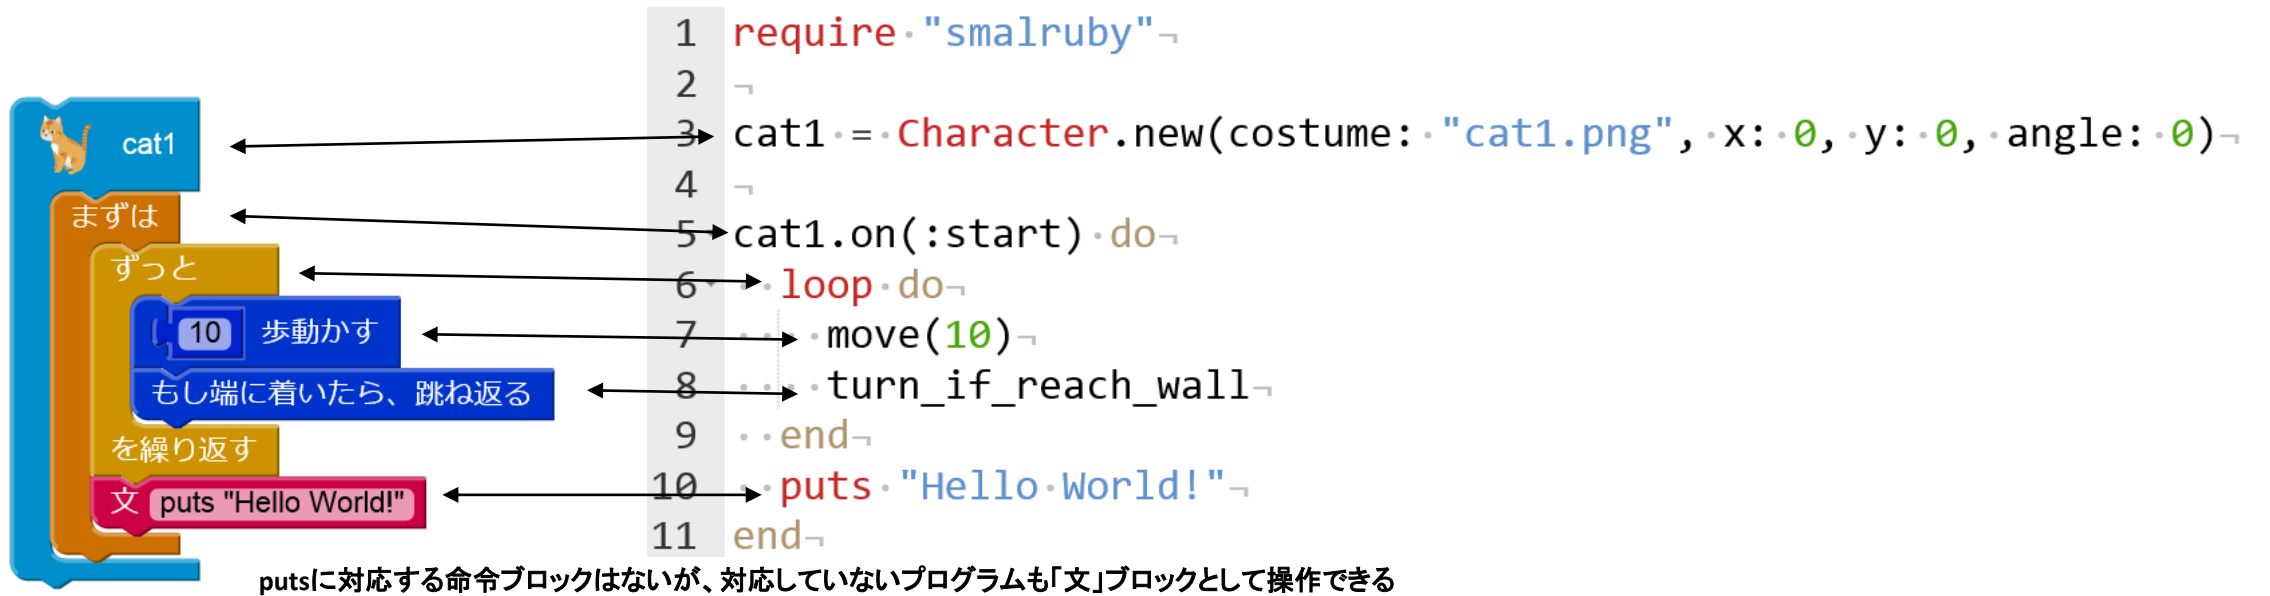 cat1
まずは
ずっと
10 歩動かす
もし端に着いたら、跳ね返る
を繰り返す
文 puts "Hello World!"
1 require "smalruby"
2
3 cat1 = Character.new(costume: "cat1.png", x: 0, y: 0, angle: 0)
4
5 cat1.on(:start) do
6 loop do
7 move(10)
8 turn_if_reach_wall
9 end
10 puts "Hello World!"
11 end
putsに対応する命令ブロックはないが、対応していないプログラムも「文」ブロックとして操作できる